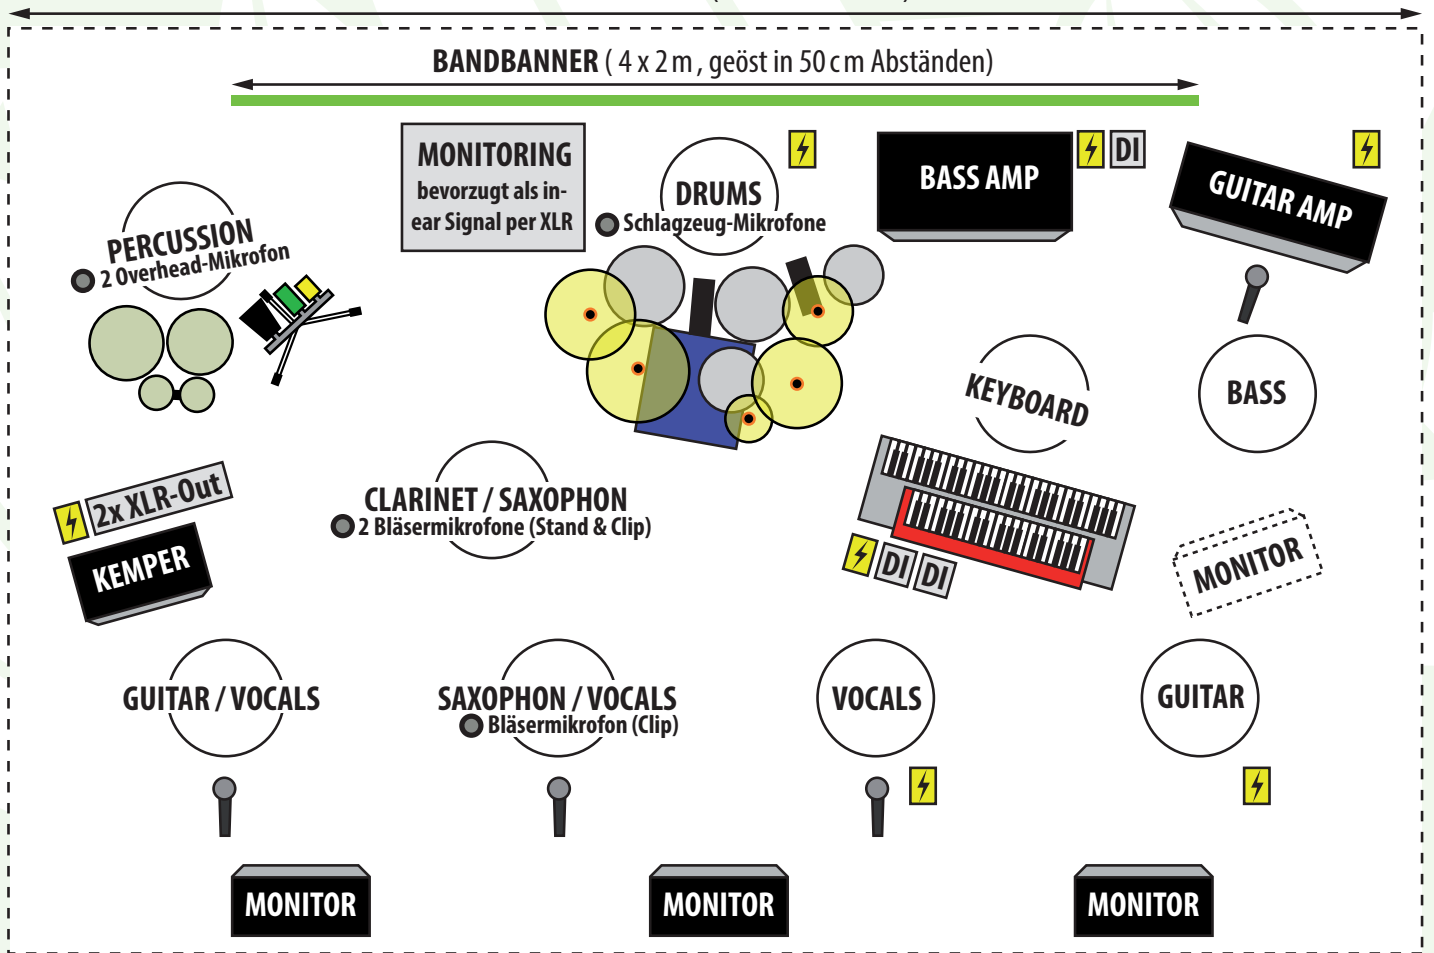 BANDBANNER ( 4 x 2 m , geöst in 50 cm Abständen)
MONITORING
bevorzugt als in-
ear Signal per XLR
DRUMS
Schlagzeug-Mikrofone
BASS AMP
DI
GUITAR AMP
PERCUSSION
2 Overhead-Mikrofon
KEYBOARD
BASS
2x XLR-Out
KEMPER
CLARINET / SAXOPHON
2 Bläsermikrofone (Stand & Clip)
DI
DI
MONITOR
GUITAR / VOCALS
SAXOPHON / VOCALS
Bläsermikrofon (Clip)
VOCALS
GUITAR
MONITOR
MONITOR
MONITOR